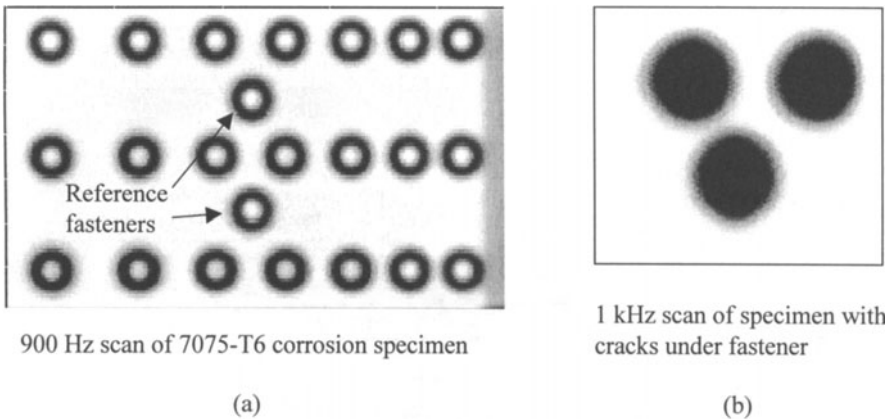 Reference
fasteners
900 Hz scan of 7075-T6 corrosion specimen
(a)
1 kHz scan of specimen with
cracks under fastener
(b)